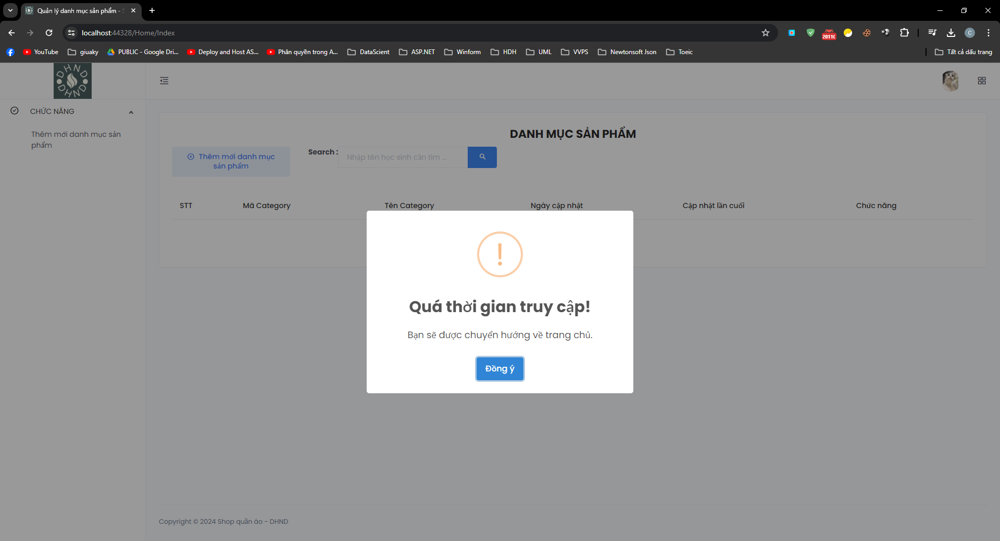 Quản lý danh mục sản phẩm - S
localhost:44328/Home/Index
20110
C
YouTube
giuaky
PUBLIC - Google Dri...
Deploy and Host AS...
Phân quyền trong A...
DataScient
ASP.NET
Winform
HDH
UML
VVPS
Newtonsoft Json
Toeic
Tất cả dấu trang
DHND
DHND
CHỨC NĂNG
Thêm mới danh mục sản
phẩm
DANH MỤC SẢN PHẨM
Thêm mới danh mục
sản phẩm
Search :
Nhập tên học sinh cần tìm ...
STT
Mã Category
Tên Category
Ngày cập nhật
Cập nhật lần cuối
Chức năng
!
Quá thời gian truy cập!
Bạn sẽ được chuyển hướng về trang chủ.
Đồng ý
Copyright © 2024 Shop quần áo - DHND